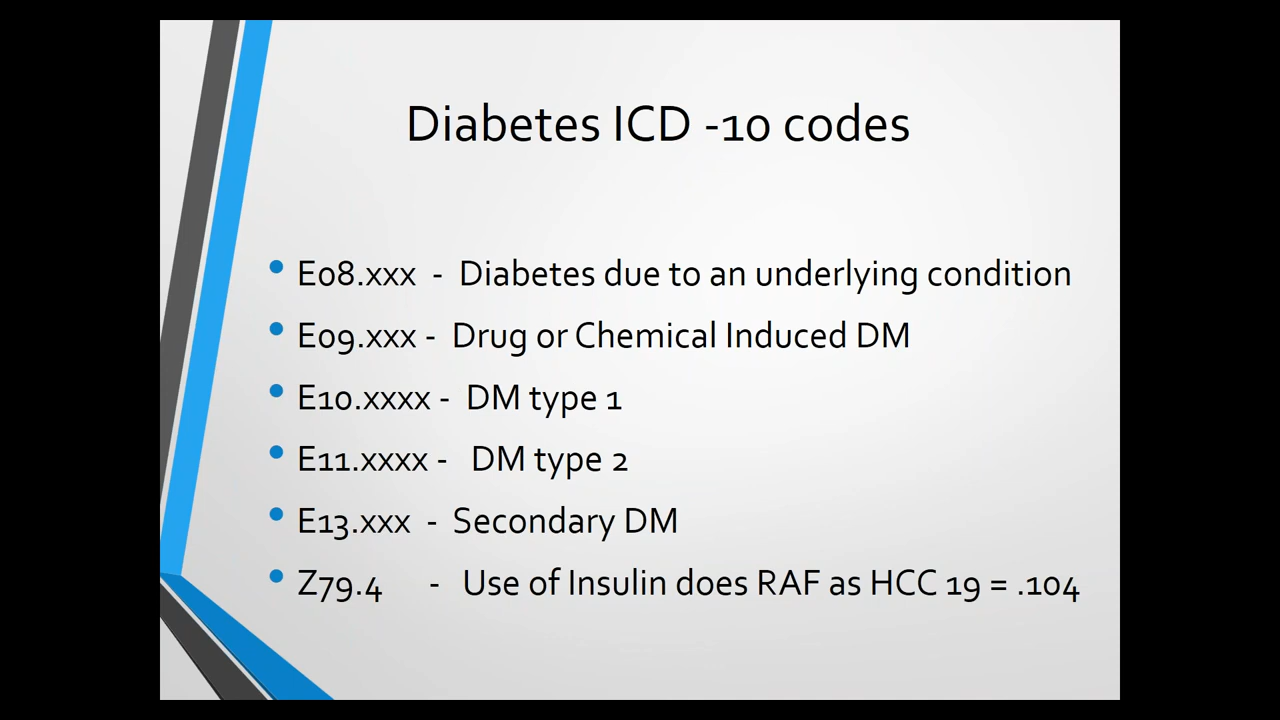 Diabetes ICD -10 codes
• E08.xxx - Diabetes due to an underlying condition
• E09.xxx - Drug or Chemical Induced DM
• E10.xxxx - DM type 1
• E11.xxxx - DM type 2
• E13.xxx - Secondary DM
• Z79.4 - Use of Insulin does RAF as HCC 19 = .104